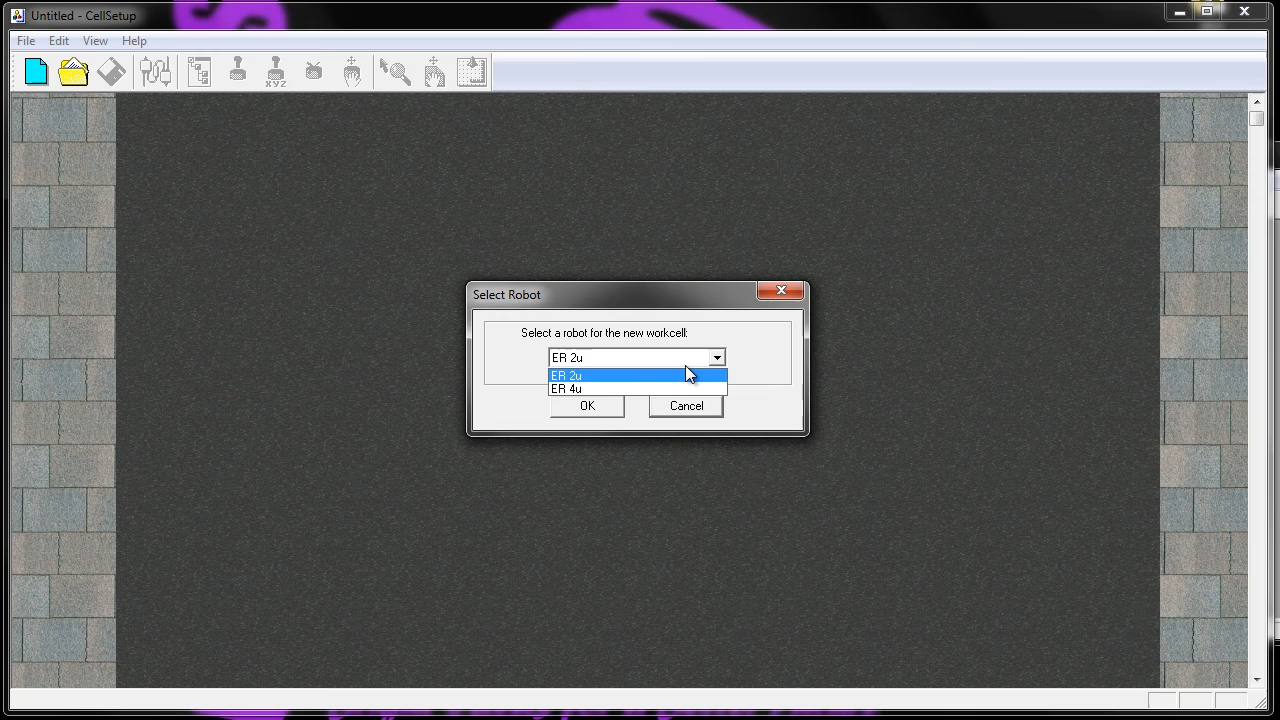 Untitled - CellSetup
File Edit View Help
XYZ
Select Robot
Select a robot for the new workcell:
ER 2u
ER 2u
ER 4u
OK Cancel